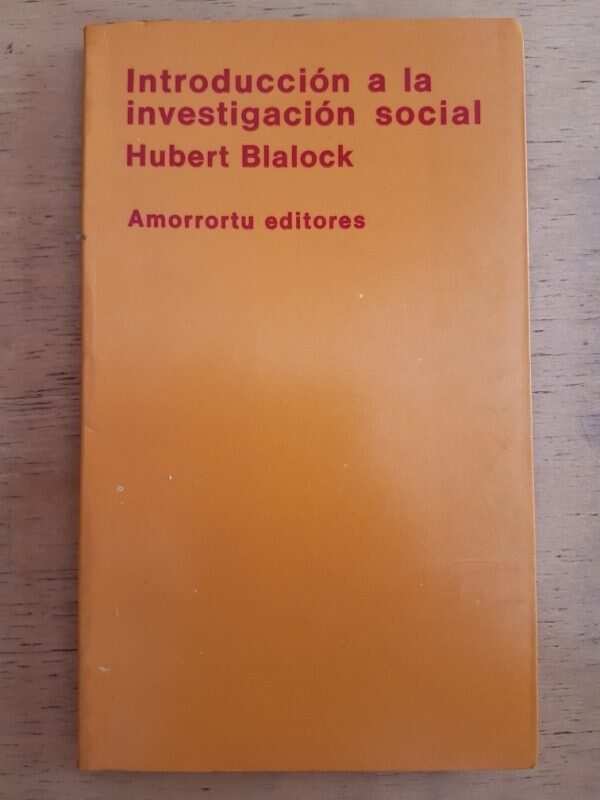 Introducción a la
investigación social
Hubert Blalock
Amorrortu editores